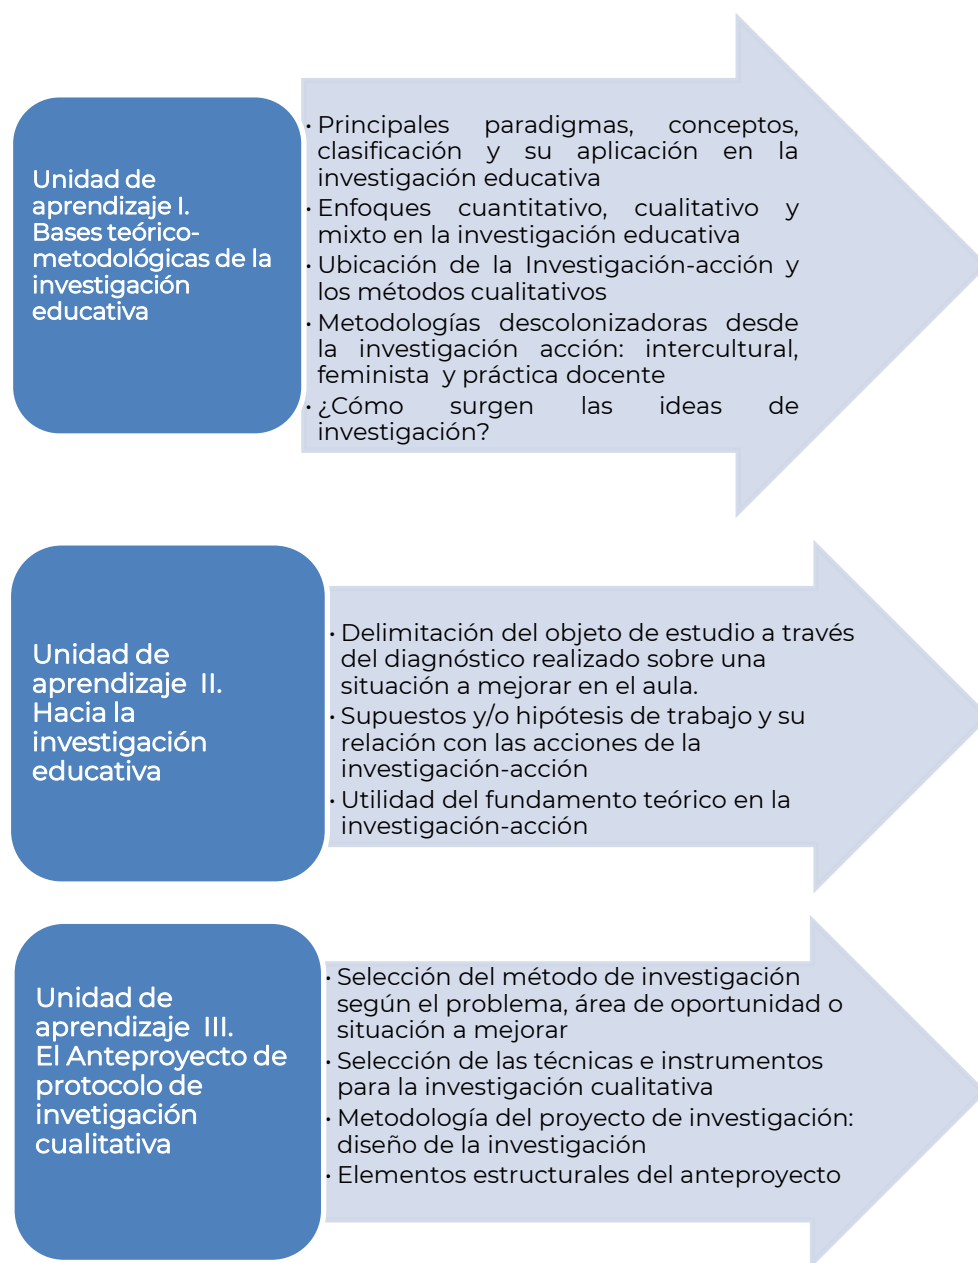 Unidad de
aprendizaje I.
Bases teórico-
metodológicas de la
investigación
educativa
· Principales paradigmas, conceptos,
clasificación y su aplicación en la
investigación educativa
· Enfoques cuantitativo, cualitativo y
mixto en la investigación educativa
· Ubicación de la Investigación-acción y
los métodos cualitativos
· Metodologías descolonizadoras desde
la investigación acción: intercultural,
feminista y práctica docente
· ¿Cómo surgen las ideas de
investigación?
Unidad de
aprendizaje II.
Hacia la
investigación
educativa
· Delimitación del objeto de estudio a través
del diagnóstico realizado sobre una
situación a mejorar en el aula.
· Supuestos y/o hipótesis de trabajo y su
relación con las acciones de la
investigación-acción
· Utilidad del fundamento teórico en la
investigación-acción
Unidad de
aprendizaje III.
El Anteproyecto de
protocolo de
invetigación
cualitativa
· Selección del método de investigación
según el problema, área de oportunidad o
situación a mejorar
· Selección de las técnicas e instrumentos
para la investigación cualitativa
· Metodología del proyecto de investigación:
diseño de la investigación
· Elementos estructurales del anteproyecto